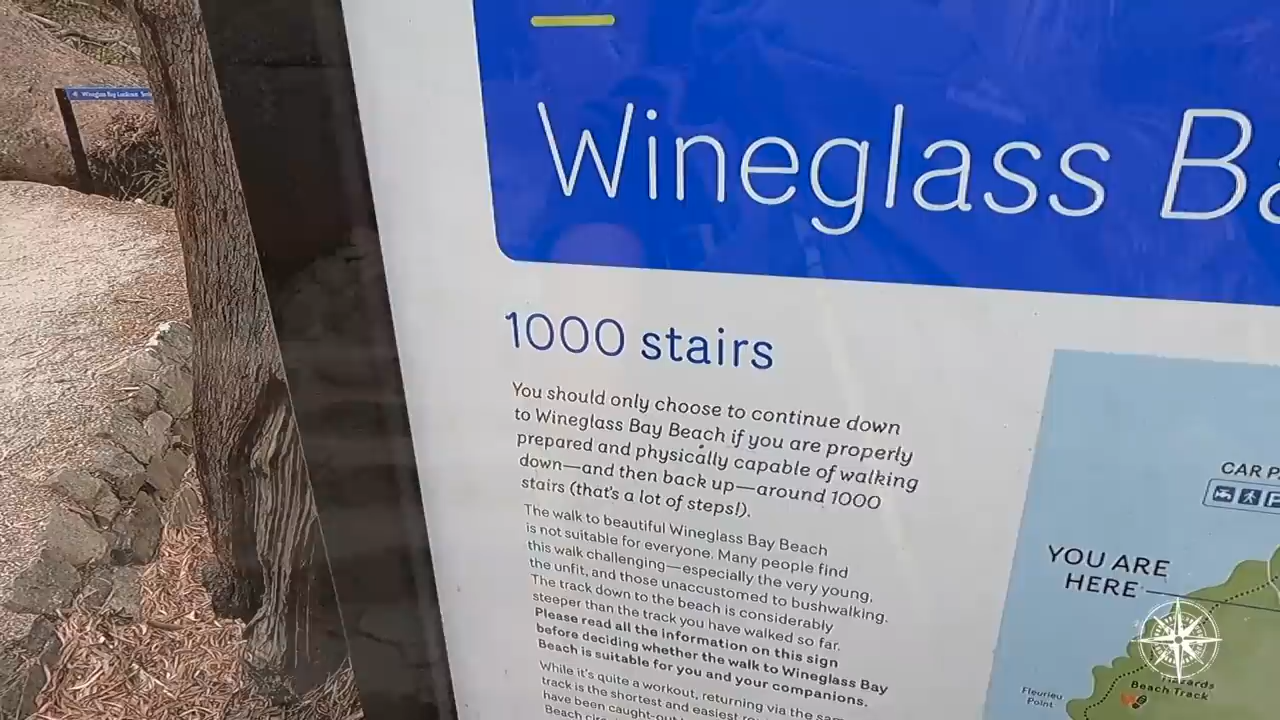 Wineglass Bay Lookout
Wineglass Ba
1000 stairs
You should only choose to continue down
to Wineglass Bay Beach if you are properly
prepared and physically capable of walking
down—and then back up—around 1000
stairs (that's a lot of steps!).
The walk to beautiful Wineglass Bay Beach
is not suitable for everyone. Many people find
this walk challenging—especially the very young,
the unfit, and those unaccustomed to bushwalking.
The track down to the beach is considerably
steeper than the track you have walked so far.
Please read all the information on this sign
before deciding whether the walk to Wineglass Bay
Beach is suitable for you and your companions.
While it's quite a workout, returning via the same
track is the shortest and easiest
have been caught-out
Beach
CAR P
P
YOU ARE
HERE
Hazards
Beach Track
Fleurieu
Point